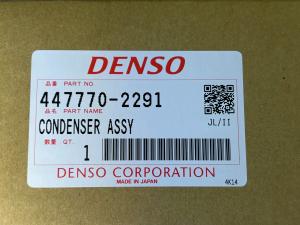 DENSO
品番 PART NO
447770-2291
品名 PART NAME
CONDENSER ASSY
JL/II
数量 QT.
1
DENSO CORPORATION
MADE IN JAPAN
4K14